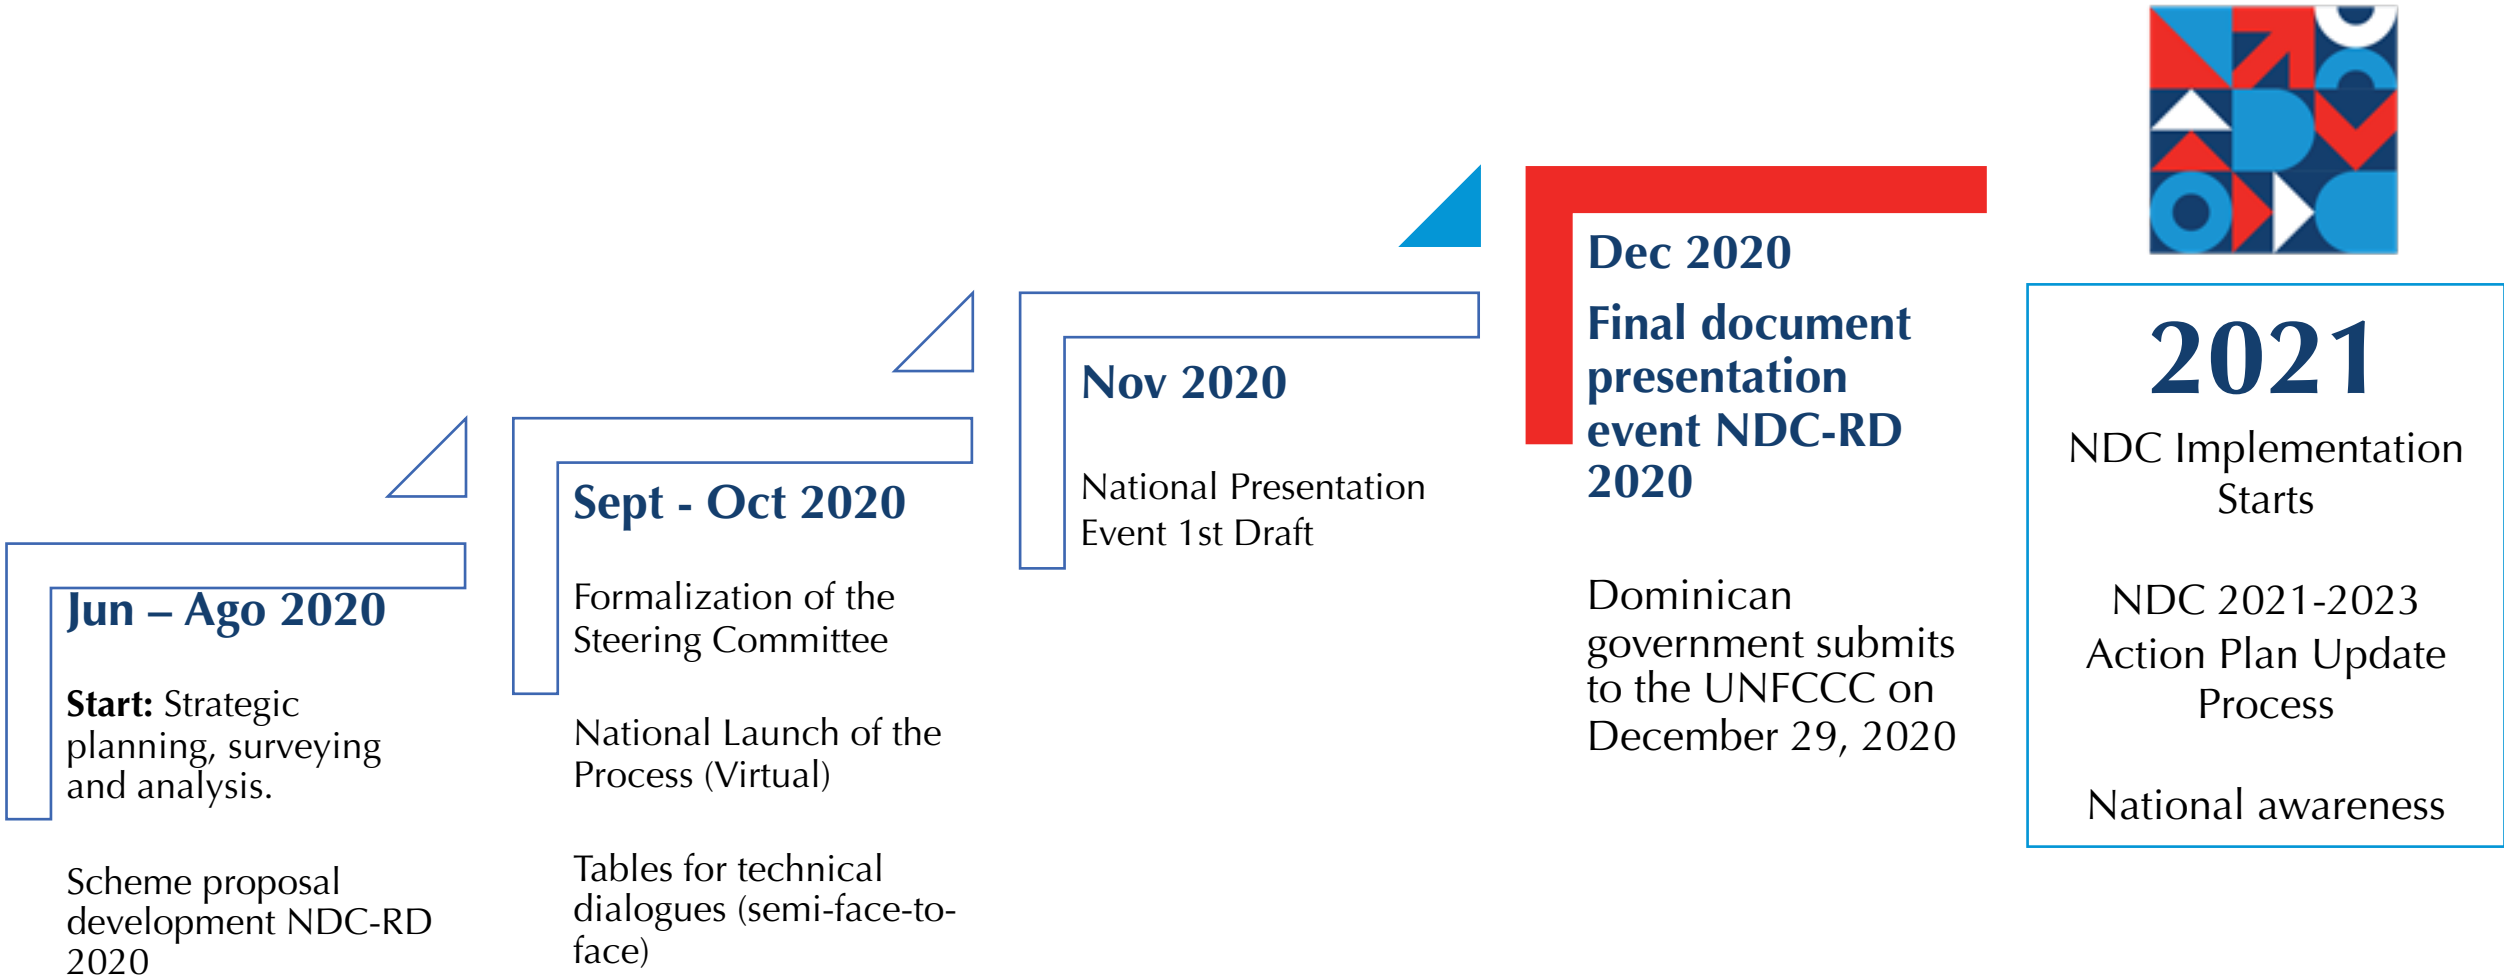 Jun – Ago 2020
Start: Strategic
planning, surveying
and analysis.
Scheme proposal
development NDC-RD
2020
Sept - Oct 2020
Formalization of the
Steering Committee
National Launch of the
Process (Virtual)
Tables for technical
dialogues (semi-face-to-
face)
Nov 2020
National Presentation
Event 1st Draft
Dec 2020
Final document
presentation
event NDC-RD
2020
Dominican
government submits
to the UNFCCC on
December 29, 2020
2021
NDC Implementation
Starts
NDC 2021-2023
Action Plan Update
Process
National awareness